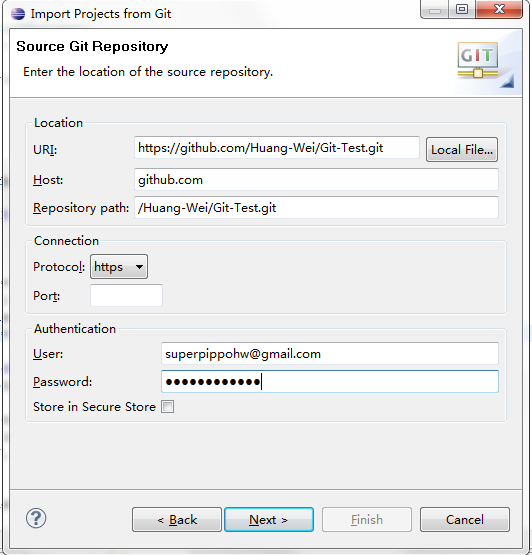 Import Projects from Git
Source Git Repository
Enter the location of the source repository.
GIT
Location
URI: https://github.com/Huang-Wei/Git-Test.git Local File...
Host: github.com
Repository path: /Huang-Wei/Git-Test.git
Connection
Protocol: https
Port:
Authentication
User: superpippohw@gmail.com
Password: ●●●●●●●●●●●●
Store in Secure Store
? < Back Next > Finish Cancel